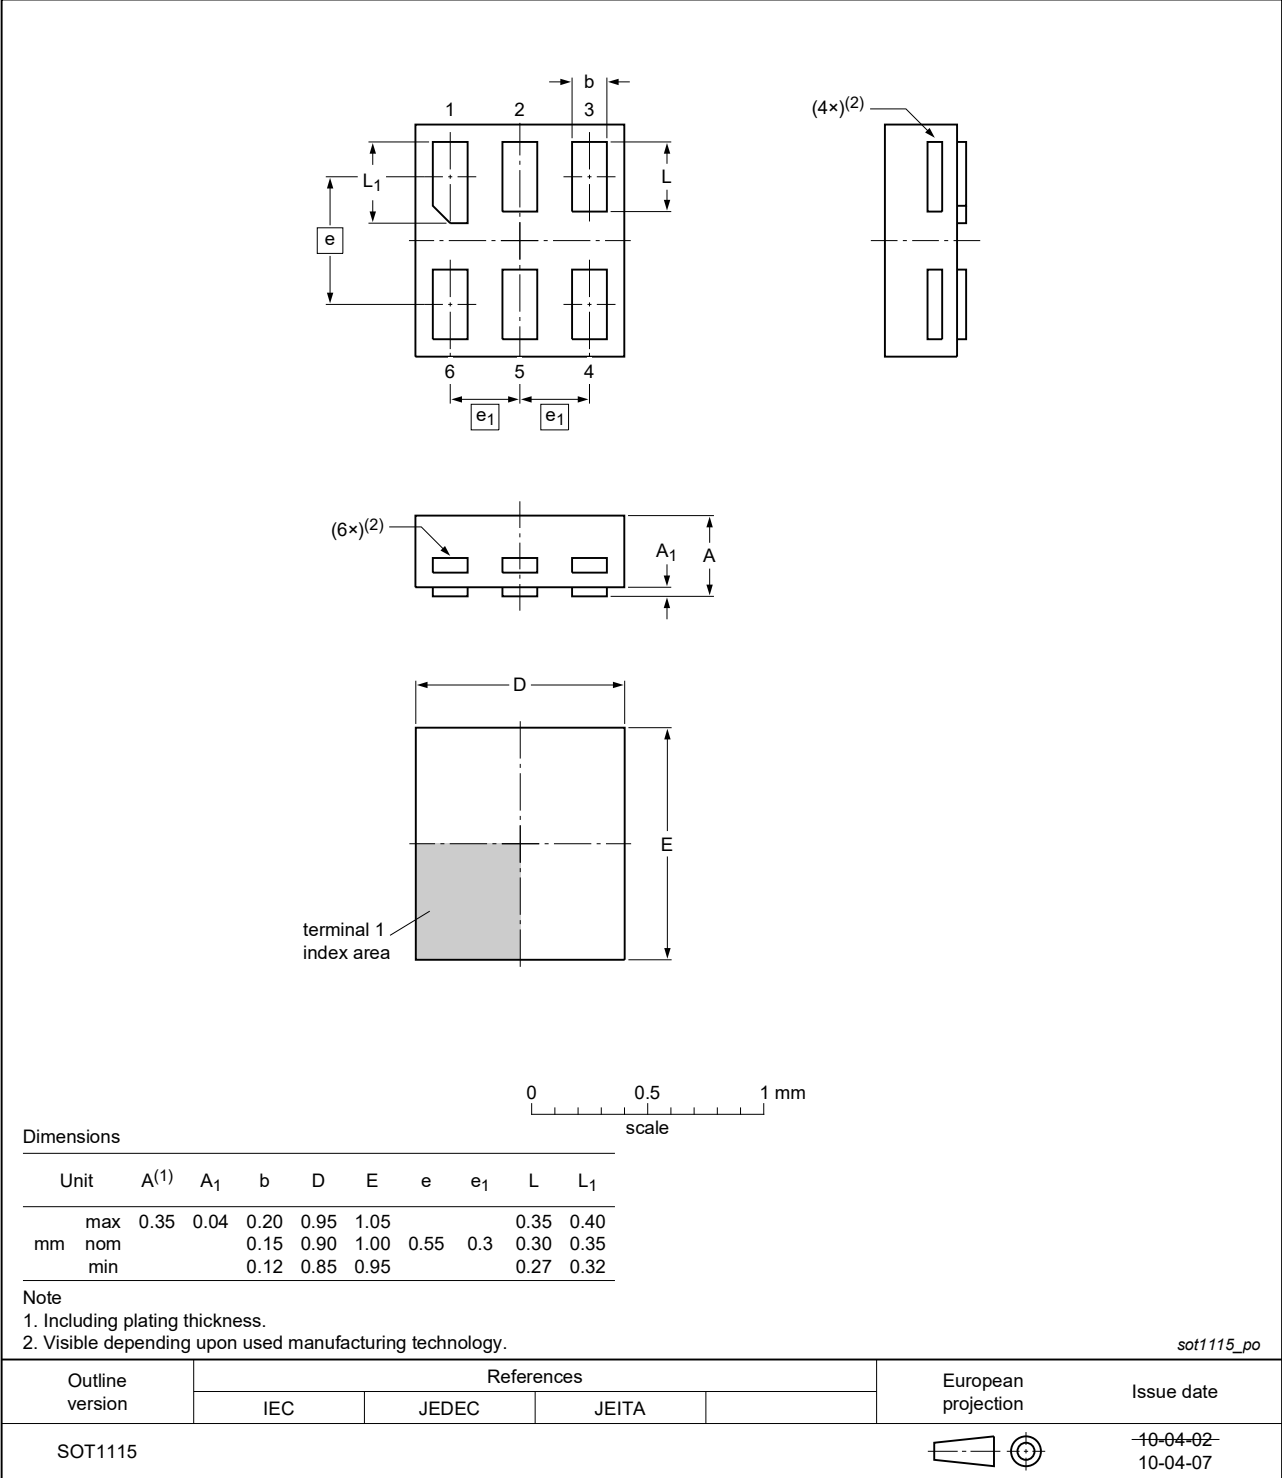 b
1 2 3
(4×)(2)
L1
L
e
6 5 4
e1 e1
(6×)(2)
A1 A
D
E
terminal 1
index area
0 0.5 1 mm
scale
Dimensions
Unit A(1) A1 b D E e e1 L L1
max 0.35 0.04 0.20 0.95 1.05 0.35 0.40
mm nom 0.15 0.90 1.00 0.55 0.3 0.30 0.35
min 0.12 0.85 0.95 0.27 0.32
Note
1. Including plating thickness.
2. Visible depending upon used manufacturing technology.
sot1115_po
Outline
version
References
IEC JEDEC JEITA
European
projection
Issue date
SOT1115
10-04-02
10-04-07